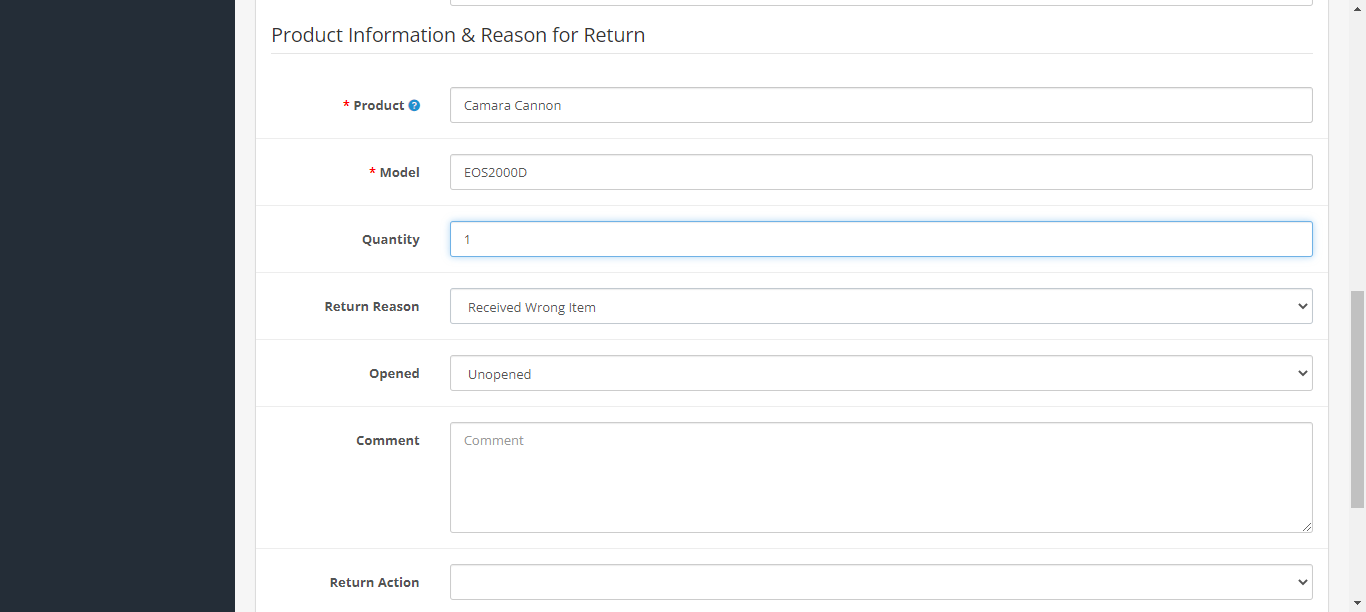 Product Information & Reason for Return
* Product ?
Camara Cannon
* Model
EOS2000D
Quantity
1
Return Reason
Received Wrong Item
Opened
Unopened
Comment
Comment
Return Action